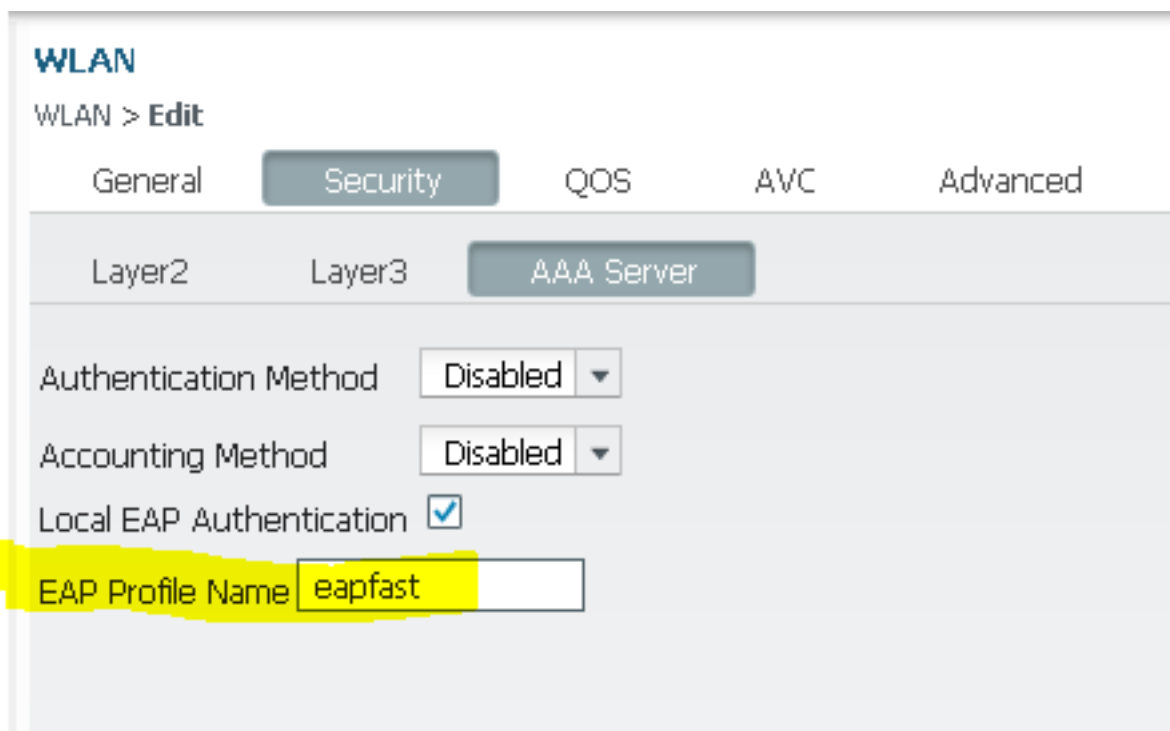 WLAN
WLAN > Edit
General Security QOS AVC Advanced
Layer2 Layer3 AAA Server
Authentication Method Disabled
Accounting Method Disabled
Local EAP Authentication
EAP Profile Name eapfast